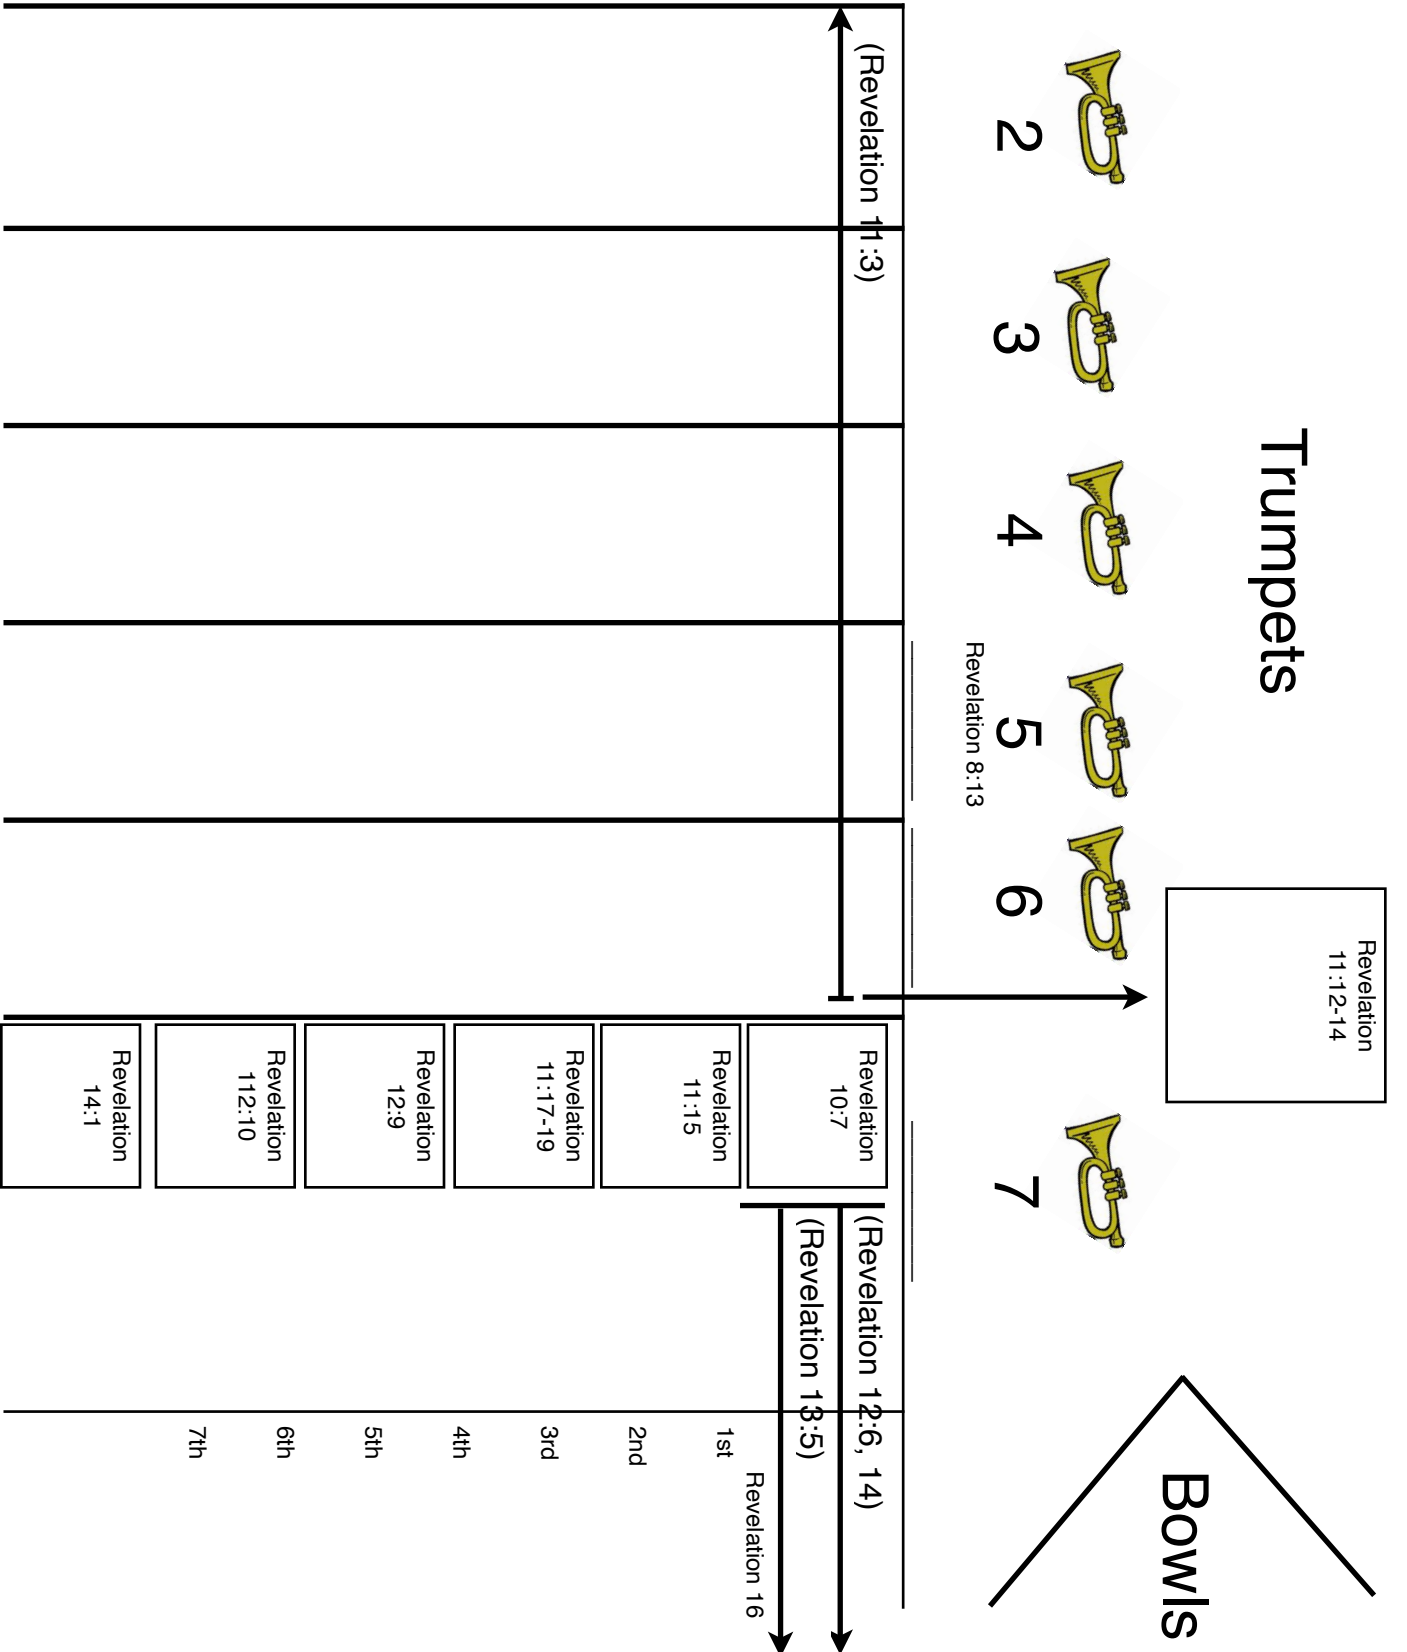 Trumpets
Bowls
Revelation
11:12-14
2
3
4
5
6
7
Revelation 8:13
(Revelation 11:3)
(Revelation 12:6, 14)
(Revelation 13:5)
Revelation
10:7
Revelation
11:15
Revelation
11:17-19
Revelation
12:9
Revelation
112:10
Revelation
14:1
Revelation 16
1st
2nd
3rd
4th
5th
6th
7th